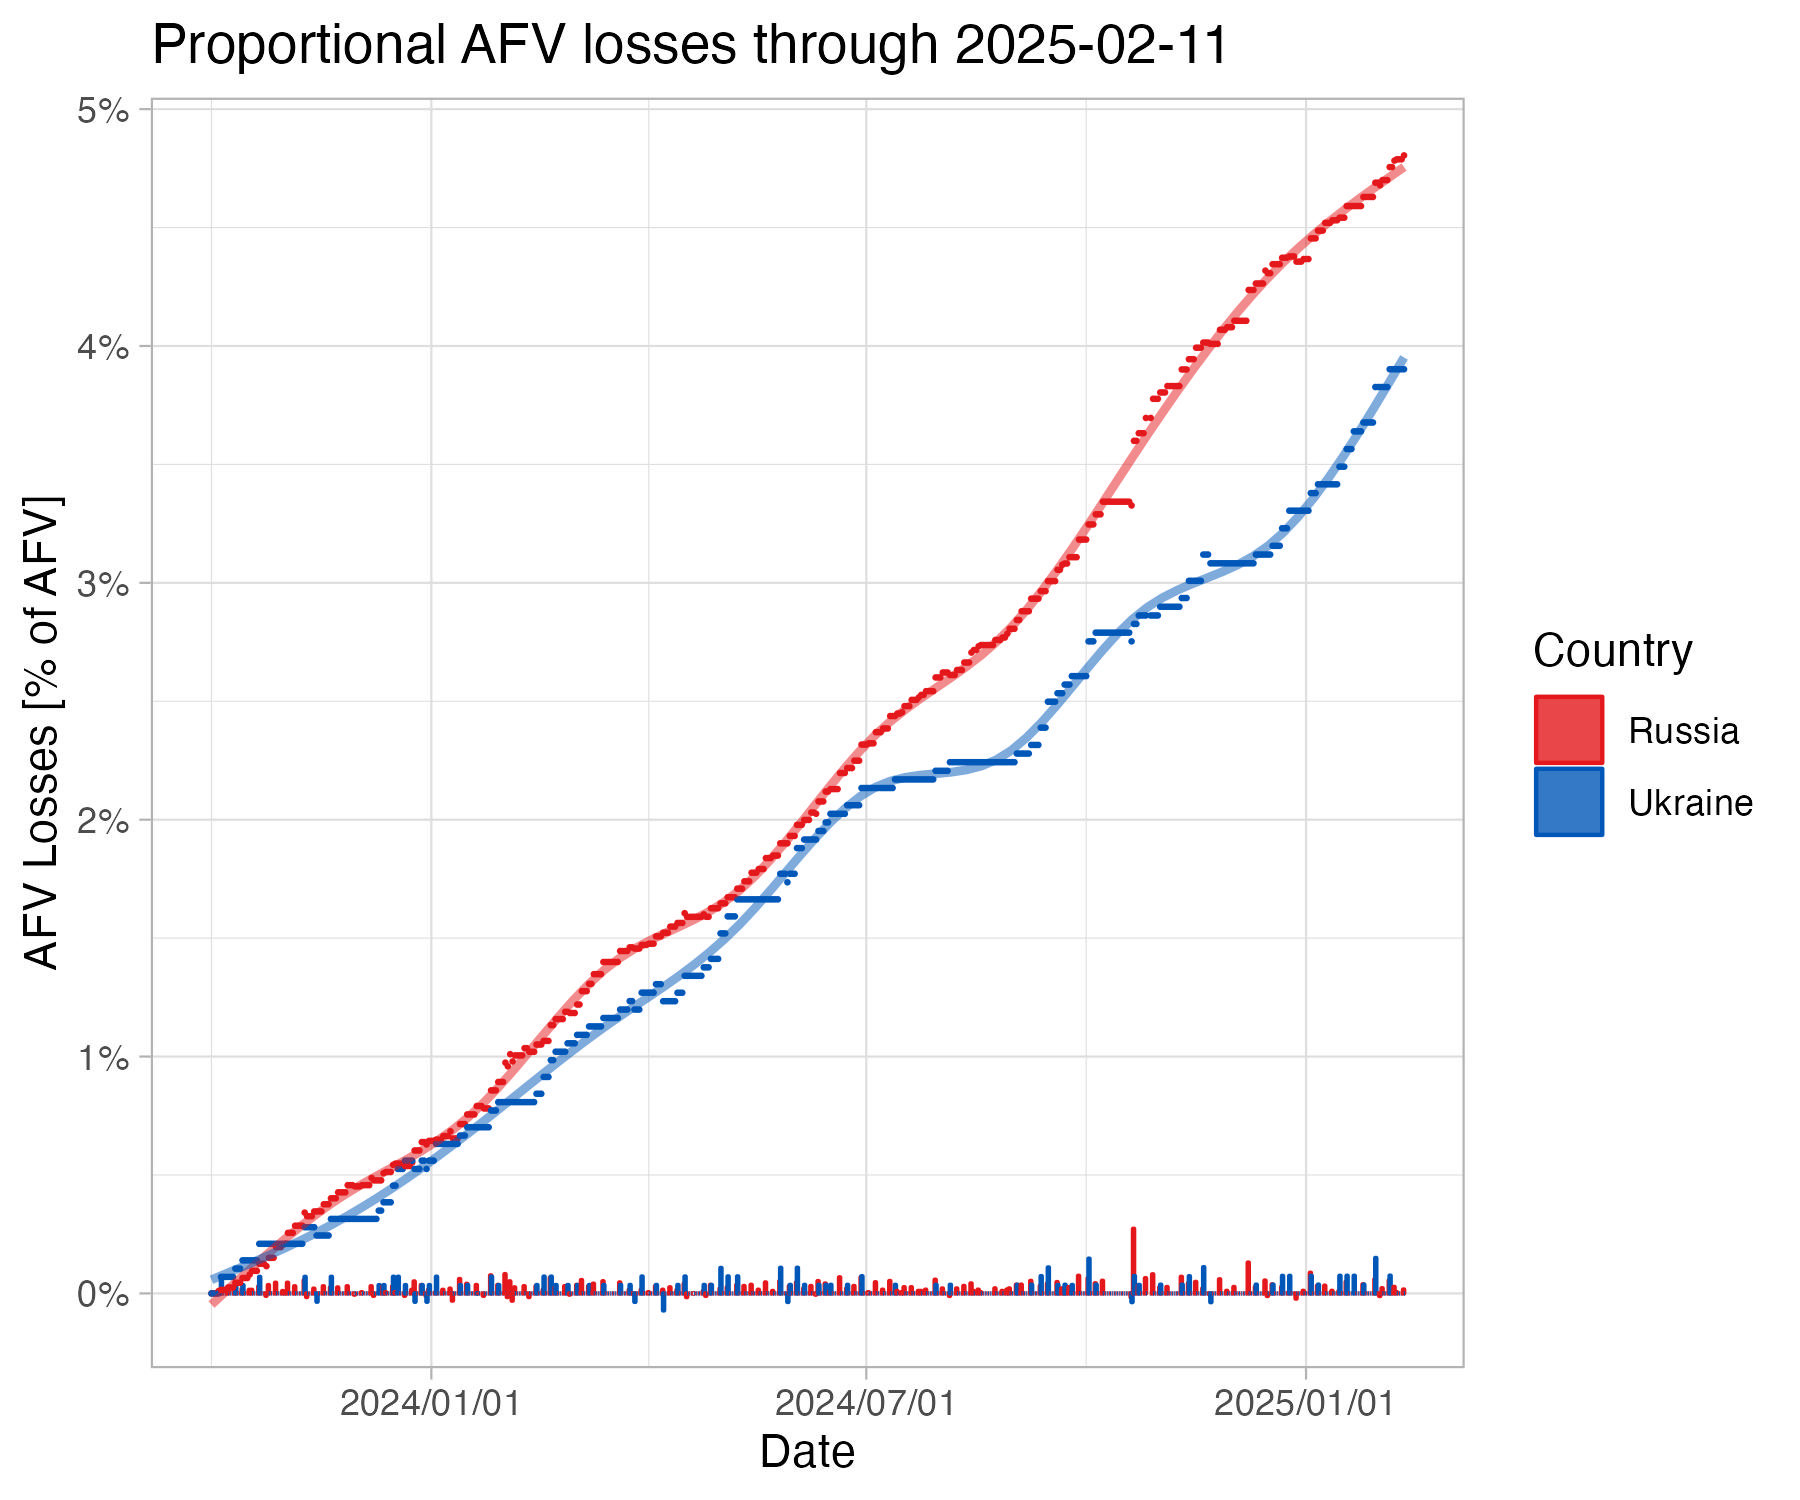 Proportional AFV losses through 2025-02-11
AFV Losses [% of AFV]
5%
4%
3%
2%
1%
0%
2024/01/01
2024/07/01
2025/01/01
Date
Country
Russia
Ukraine